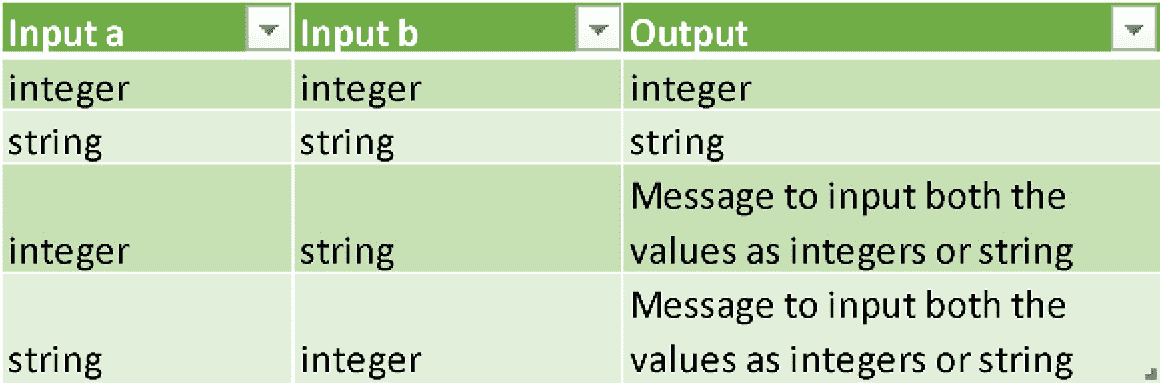 Input a Input b Output
integer integer integer
string string string
Message to input both the
integer string values as integers or string
Message to input both the
string integer values as integers or string